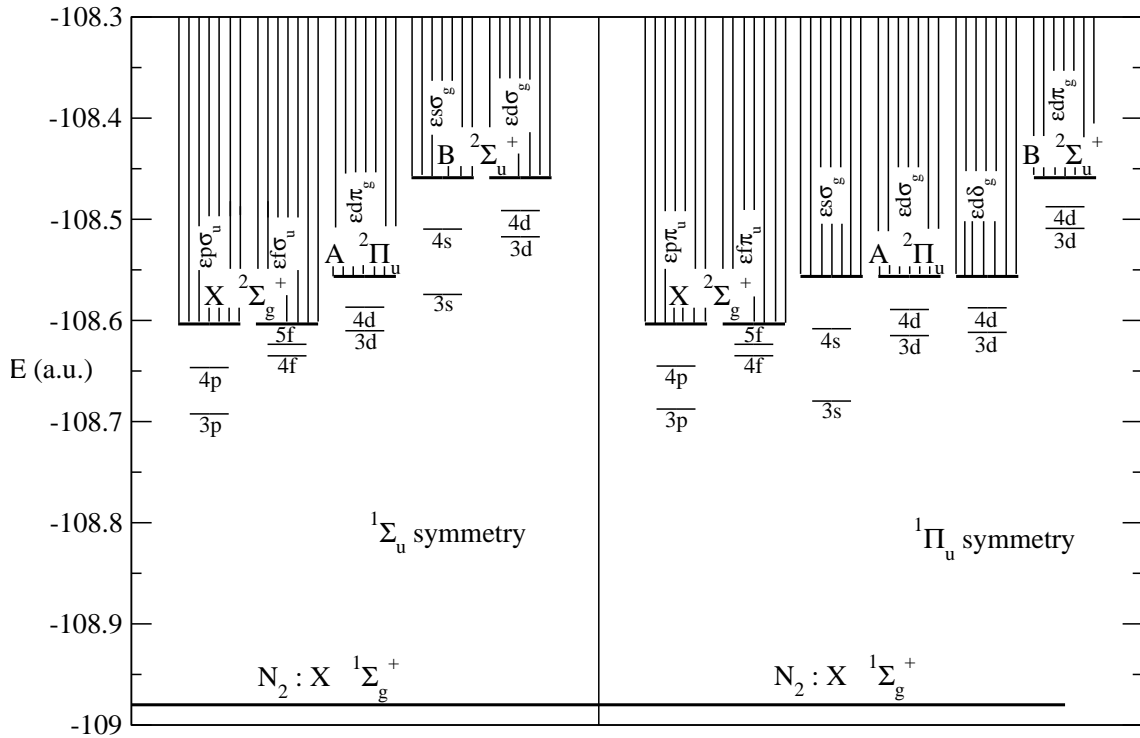 -108.3
-108.4
-108.5
-108.6
-108.7
-108.8
-108.9
-109
E (a.u.)
εpσu
εfσu
X ²Σg⁺
4p
3p
5f
4f
εdπg
A ²Πu
4d
3d
εsσg
εdσg
B ²Σu⁺
4s
3s
4d
3d
¹Σu symmetry
N₂ : X ¹Σg⁺
εpπu
εfπu
X ²Σg⁺
4p
3p
5f
4f
εsσg
εdσg
εdδg
A ²Πu
4s
3s
4d
3d
4d
3d
εdπg
B ²Σu⁺
4d
3d
¹Πu symmetry
N₂ : X ¹Σg⁺